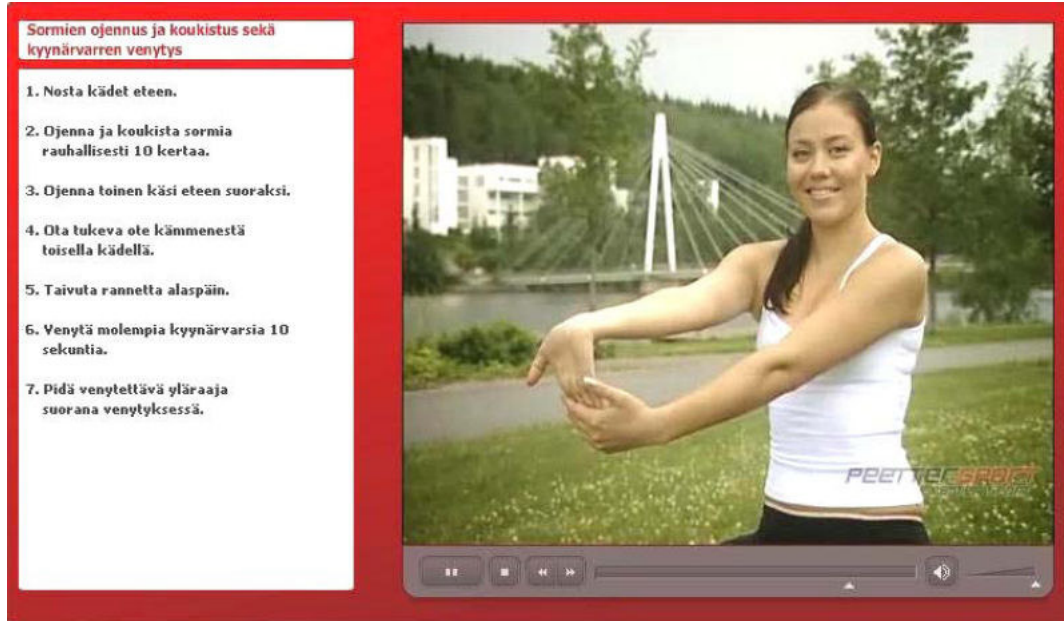 Sormien ojennus ja koukistus sekä
kyynärvarren venytys
1. Nosta kädet eteen.
2. Ojenna ja koukista sormia
rauhallisesti 10 kertaa.
3. Ojenna toinen käsi eteen suoraksi.
4. Ota tukeva ote kämmenestä
toisella kädellä.
5. Taivuta rannetta alaspäin.
6. Venytä molempia kyynärvarsia 10
sekuntia.
7. Pidä venytettävä yläraaja
suorana venytyksessä.
PEETTERSPORT